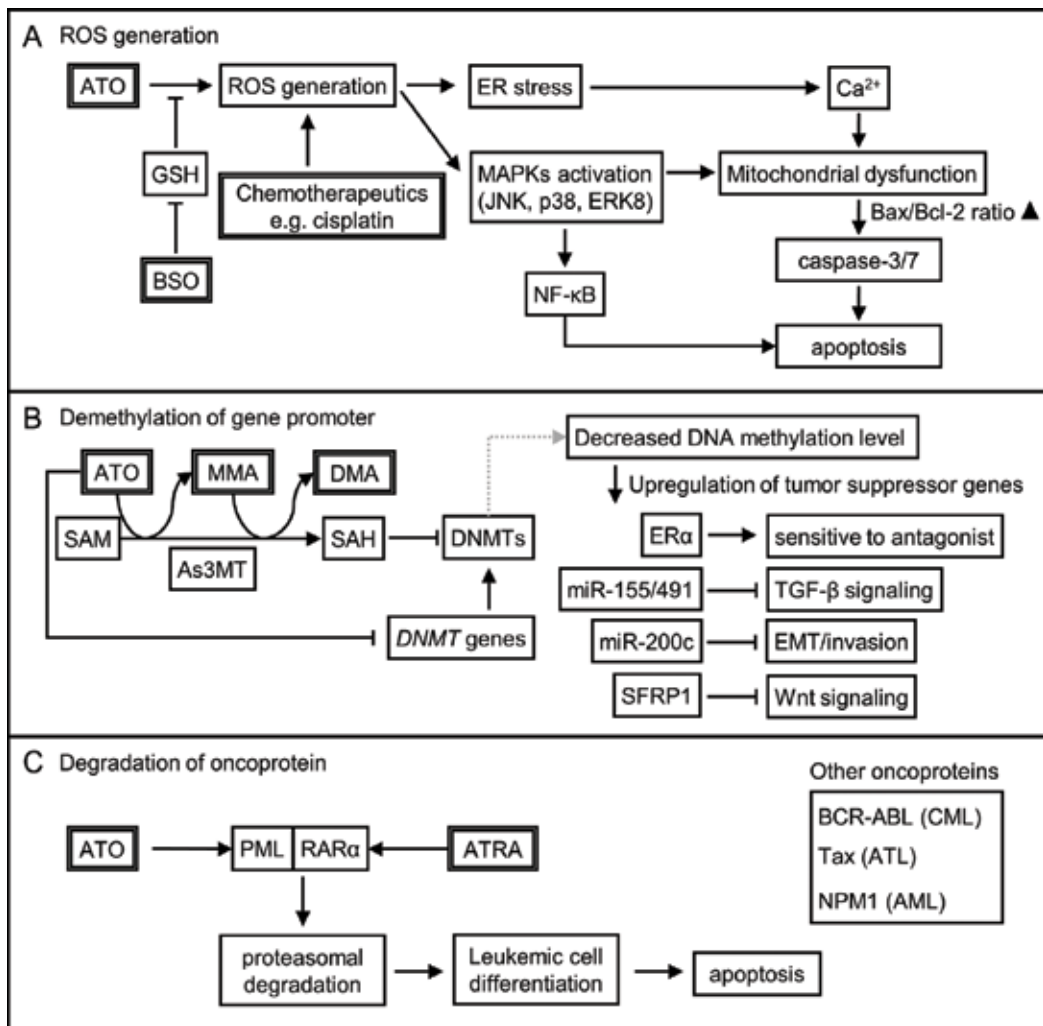 A ROS generation
ATO
ROS generation
ER stress
Ca²⁺
GSH
Chemotherapeutics
e.g. cisplatin
MAPKs activation
(JNK, p38, ERK8)
Mitochondrial dysfunction
Bax/Bcl-2 ratio ▲
BSO
NF-κB
caspase-3/7
apoptosis
B Demethylation of gene promoter
Decreased DNA methylation level
ATO
MMA
DMA
Upregulation of tumor suppressor genes
SAM
SAH
DNMTs
ERα
sensitive to antagonist
As3MT
miR-155/491
TGF-β signaling
DNMT genes
miR-200c
EMT/invasion
SFRP1
Wnt signaling
C Degradation of oncoprotein
Other oncoproteins
ATO
PML
RARα
ATRA
BCR-ABL (CML)
Tax (ATL)
NPM1 (AML)
proteasomal
degradation
Leukemic cell
differentiation
apoptosis